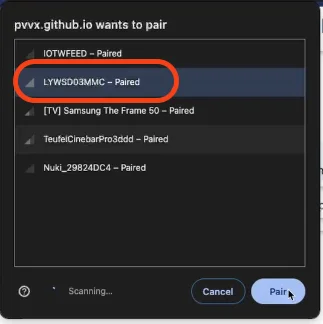 pvvx.github.io wants to pair
IOTWFEED – Paired
LYWSD03MMC – Paired
[TV] Samsung The Frame 50 – Paired
TeufelCinebarPro3ddd – Paired
Nuki_29824DC4 – Paired
Scanning...
Cancel
Pair